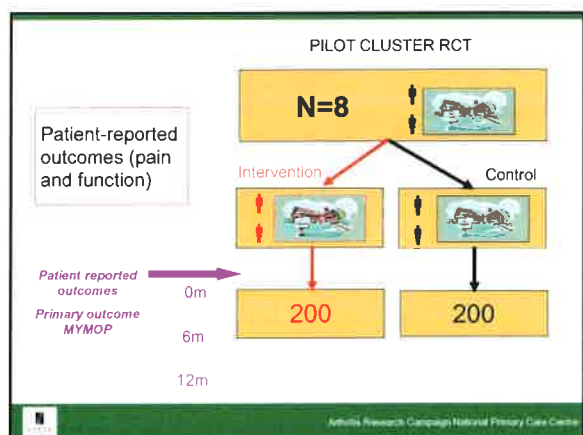 PILOT CLUSTER RCT
N=8
Patient-reported
outcomes (pain
and function)
Intervention
Control
Patient reported
outcomes
0m
Primary outcome
MYMOP
6m
12m
200
200
Arthritis Research Campaign National Primary Care Centre